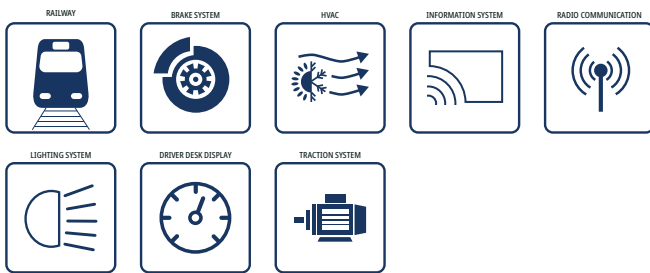 RAILWAY
BRAKE SYSTEM
HVAC
INFORMATION SYSTEM
RADIO COMMUNICATION
LIGHTING SYSTEM
DRIVER DESK DISPLAY
TRACTION SYSTEM